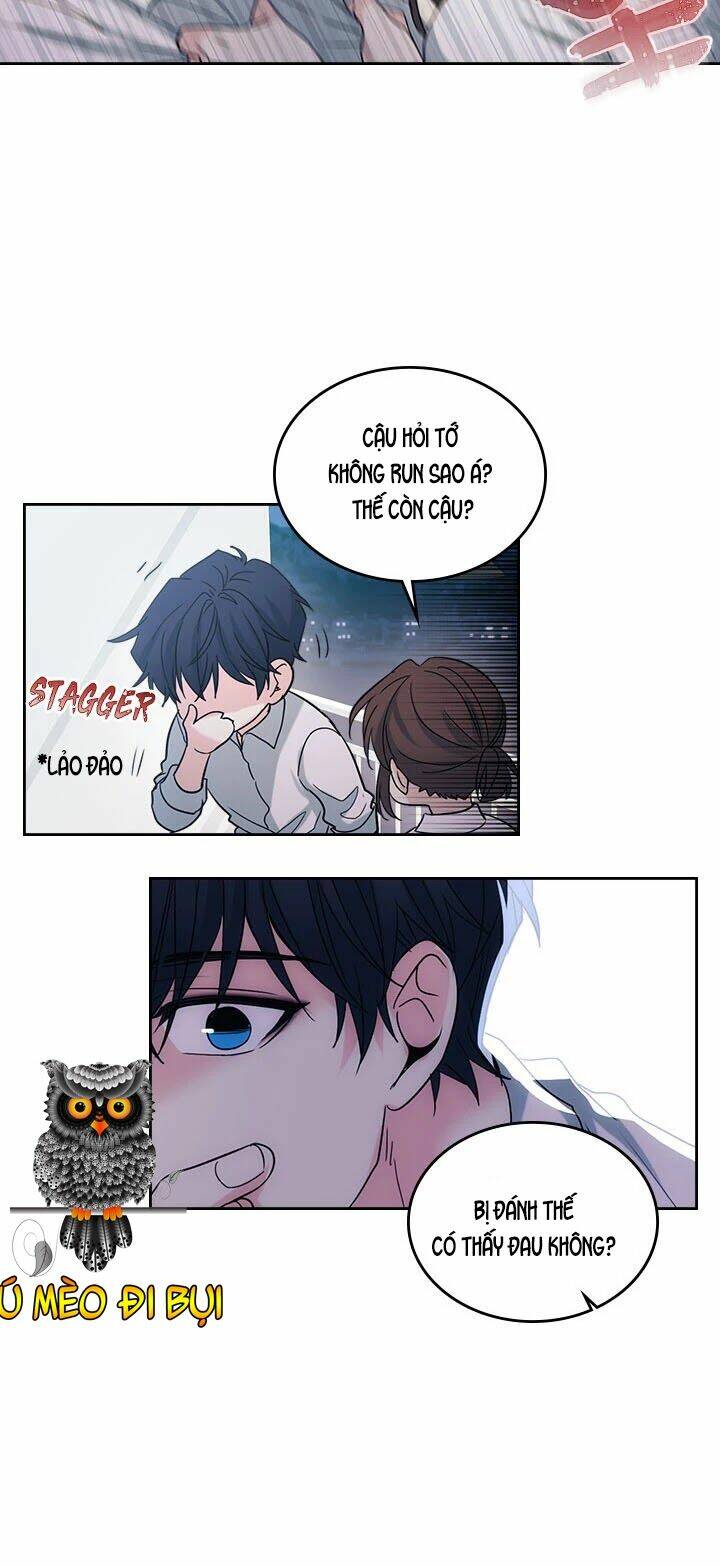 CẬU HỎI TỚ
KHÔNG RUN SAO Á?
THẾ CÒN CẬU?
STAGGER
*LẢO ĐẢO
BỊ ĐÁNH THẾ
CÓ THẤY ĐAU KHÔNG?
Ú MÈO ĐI BỤI